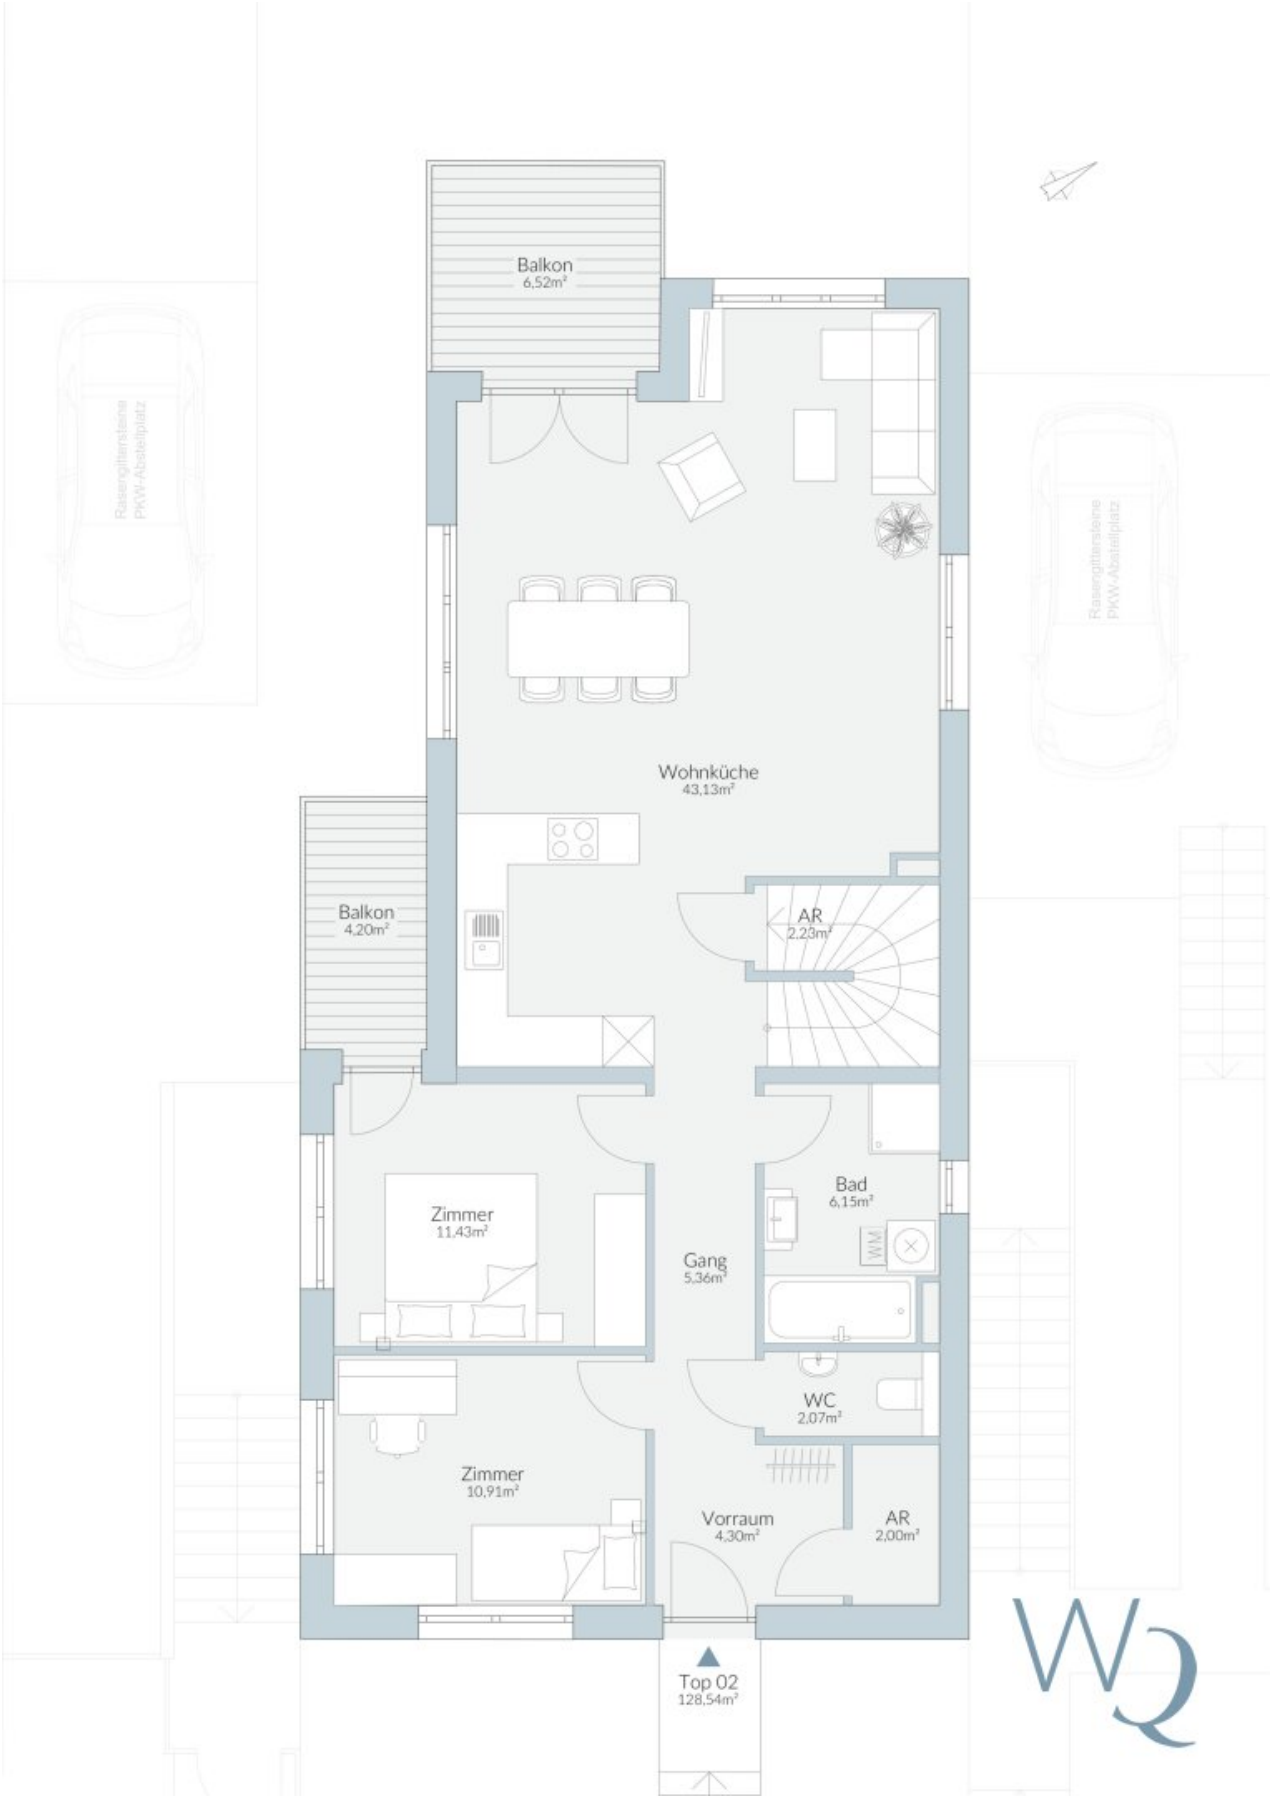 Balkon
6,52m²
Rasengittersteine
PKW-Abstellplatz
Rasengittersteine
PKW-Abstellplatz
Wohnküche
43,13m²
Balkon
4,20m²
AR
2,23m²
Zimmer
11,43m²
Bad
6,15m²
WM
Gang
5,36m²
WC
2,07m²
Zimmer
10,91m²
Vorraum
4,30m²
AR
2,00m²
Top 02
128,54m²
WQ